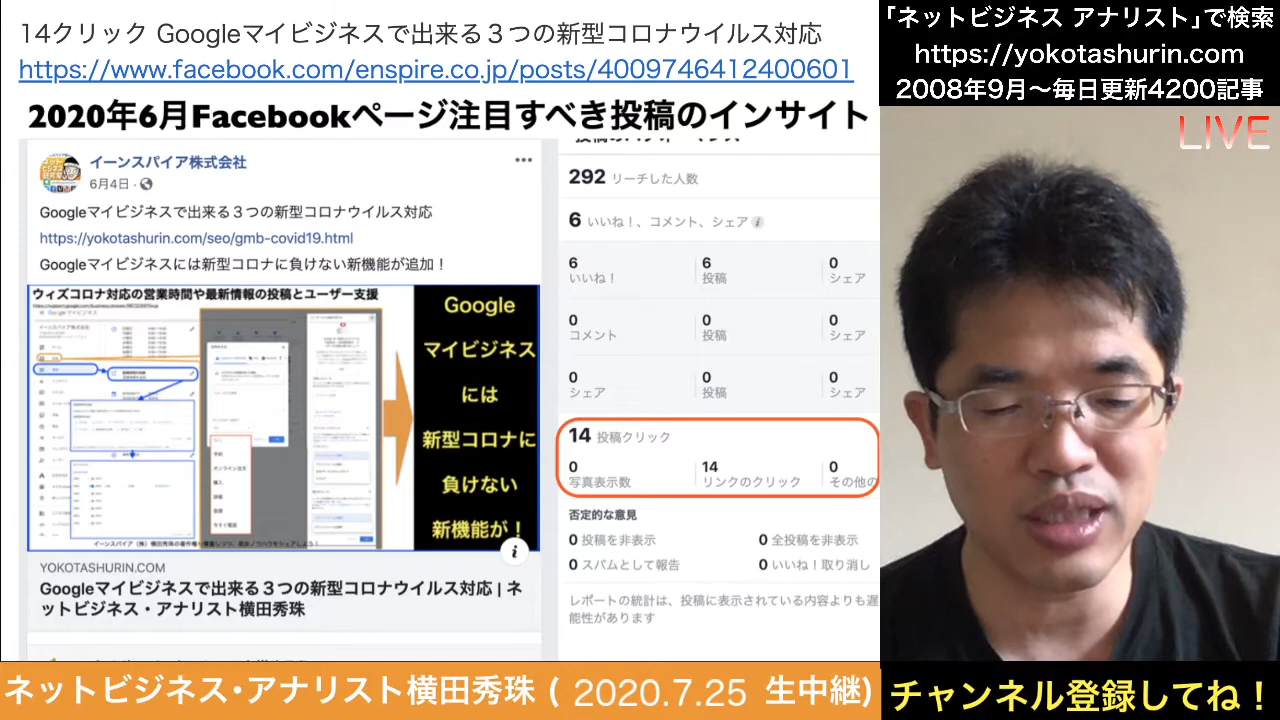 14クリック Googleマイビジネスで出来る３つの新型コロナウイルス対応
https://www.facebook.com/enspire.co.jp/posts/4009746412400601
2020年6月Facebookページ注目すべき投稿のインサイト
イーンスパイア株式会社
6月4日
Googleマイビジネスで出来る３つの新型コロナウイルス対応
https://yokotashurin.com/seo/gmb-covid19.html
Googleマイビジネスには新型コロナに負けない新機能が追加！
ウィズコロナ対応の営業時間や最新情報の投稿とユーザー支援
Google
マイビジネス
には
新型コロナに
負けない
新機能が！
YOKOTASHURIN.COM
Googleマイビジネスで出来る３つの新型コロナウイルス対応 | ネ
ットビジネス・アナリスト横田秀珠
292 リーチした人数
6 いいね！、コメント、シェア
6 6 0
いいね！ 投稿 シェア
0 0 0
コメント 投稿 シェア
0 0 0
シェア 投稿 シェア
14 投稿クリック
0 14 0
写真表示数 リンクのクリック その他の
否定的な意見
0 投稿を非表示 0 全投稿を非表示
0 スパムとして報告 0 いいね！取り消し
レポートの統計は、投稿に表示されている内容よりも遅
能性があります
「ネットビジネス アナリスト」で検索
https://yokotashurin.com
2008年9月〜毎日更新4200記事
LIVE
ネットビジネス・アナリスト横田秀珠 ( 2020.7.25 生中継)
チャンネル登録してね！